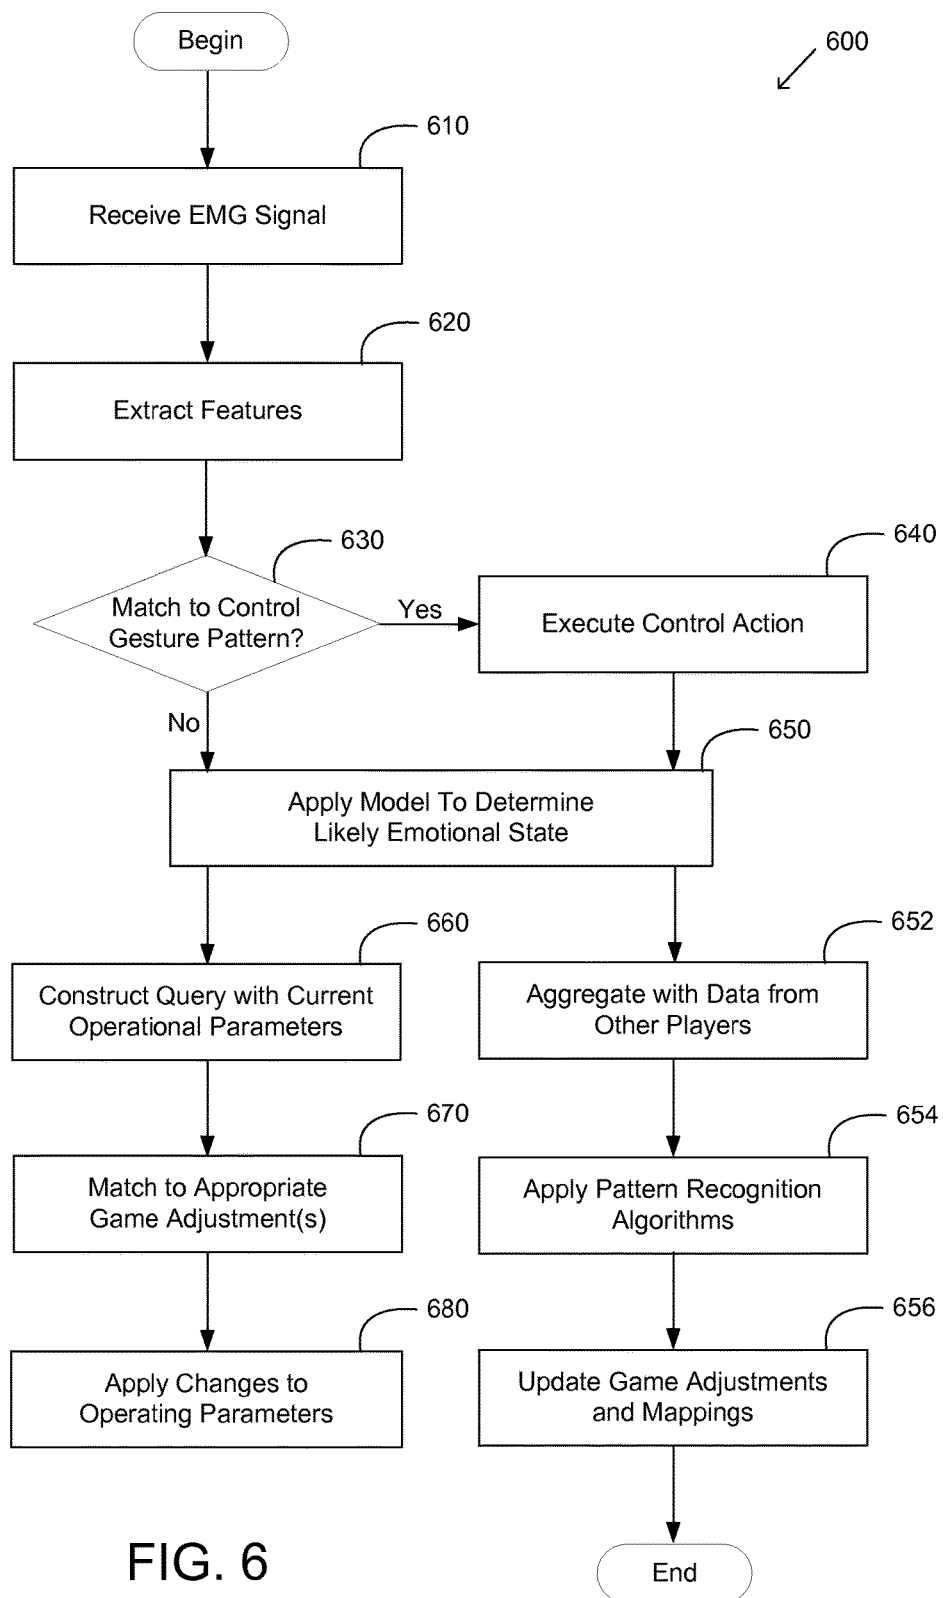 Begin
600
610
Receive EMG Signal
620
Extract Features
630
Match to Control
Gesture Pattern?
Yes
640
Execute Control Action
No
650
Apply Model To Determine
Likely Emotional State
660
Construct Query with Current
Operational Parameters
652
Aggregate with Data from
Other Players
670
Match to Appropriate
Game Adjustment(s)
654
Apply Pattern Recognition
Algorithms
680
Apply Changes to
Operating Parameters
656
Update Game Adjustments
and Mappings
FIG. 6
End